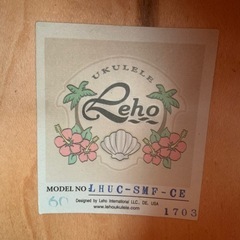 UKULELE
Leho
MODEL NO LHUC-SMF-CE
Designed by Leho International LLC., DE, USA
www.lehoukulele.com
1703